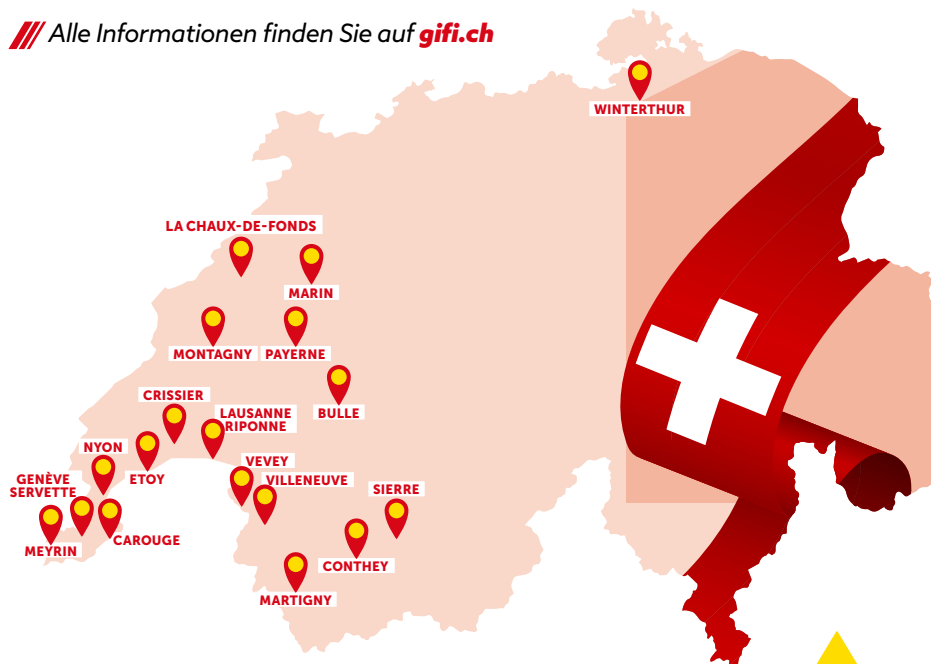 Alle Informationen finden Sie auf gifi.ch
WINTERTHUR
LA CHAUX-DE-FONDS
MARIN
MONTAGNY
PAYERNE
BULLE
CRISSIER
LAUSANNE
RIPONNE
NYON
ETOY
VEVEY
VILLENEUVE
GENÈVE
SERVETTE
SIERRE
MEYRIN
CAROUGE
CONTHEY
MARTIGNY